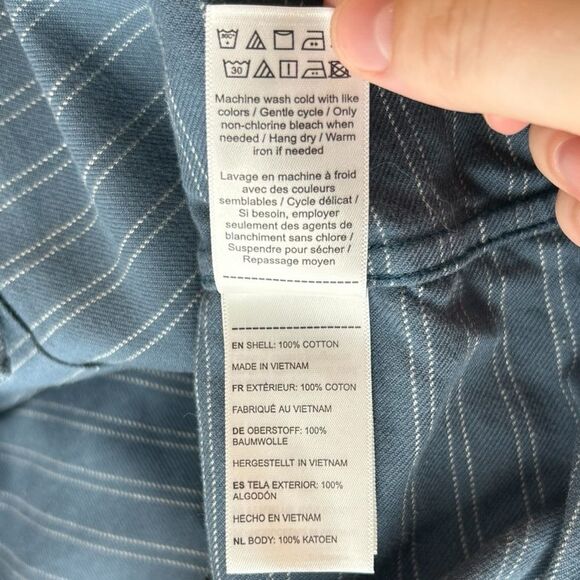 30°C
30
Machine wash cold with like
colors / Gentle cycle / Only
non-chlorine bleach when
needed / Hang dry / Warm
iron if needed
Lavage en machine à froid
avec des couleurs
semblables / Cycle délicat /
Si besoin, employer
seulement des agents de
blanchiment sans chlore /
Suspendre pour sécher /
Repassage moyen
EN SHELL: 100% COTTON
MADE IN VIETNAM
FR EXTÉRIEUR: 100% COTON
FABRIQUÉ AU VIETNAM
DE OBERSTOFF: 100%
BAUMWOLLE
HERGESTELLT IN VIETNAM
ES TELA EXTERIOR: 100%
ALGODÓN
HECHO EN VIETNAM
NL BODY: 100% KATOEN